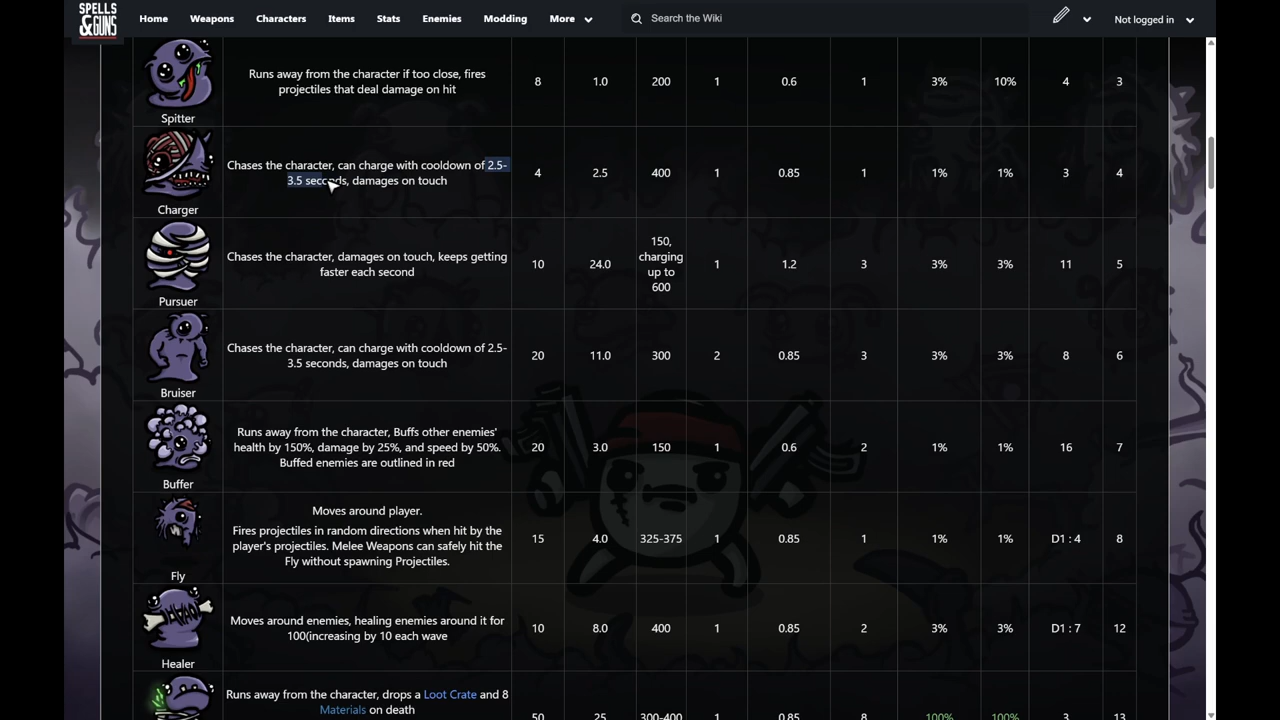 SPELLS
&GUNS
Home Weapons Characters Items Stats Enemies Modding More Search the Wiki Not logged in
Runs away from the character if too close, fires
projectiles that deal damage on hit
8 1.0 200 1 0.6 1 3% 10% 4 3
Spitter
Chases the character, can charge with cooldown of 2.5-
3.5 seconds, damages on touch
4 2.5 400 1 0.85 1 1% 1% 3 4
Charger
Chases the character, damages on touch, keeps getting
faster each second
10 24.0
150,
charging
up to
600
1 1.2 3 3% 3% 11 5
Pursuer
Chases the character, can charge with cooldown of 2.5-
3.5 seconds, damages on touch
20 11.0 300 2 0.85 3 3% 3% 8 6
Bruiser
Runs away from the character, Buffs other enemies'
health by 150%, damage by 25%, and speed by 50%.
Buffed enemies are outlined in red
20 3.0 150 1 0.6 2 1% 1% 16 7
Buffer
Moves around player.
Fires projectiles in random directions when hit by the
player's projectiles. Melee Weapons can safely hit the
Fly without spawning Projectiles.
15 4.0 325-375 1 0.85 1 1% 1% D1 : 4 8
Fly
Moves around enemies, healing enemies around it for
100(increasing by 10 each wave
10 8.0 400 1 0.85 2 3% 3% D1 : 7 12
Healer
Runs away from the character, drops a Loot Crate and 8
Materials on death
50 25 300-400 1 0.85 8 100% 100% 3 13